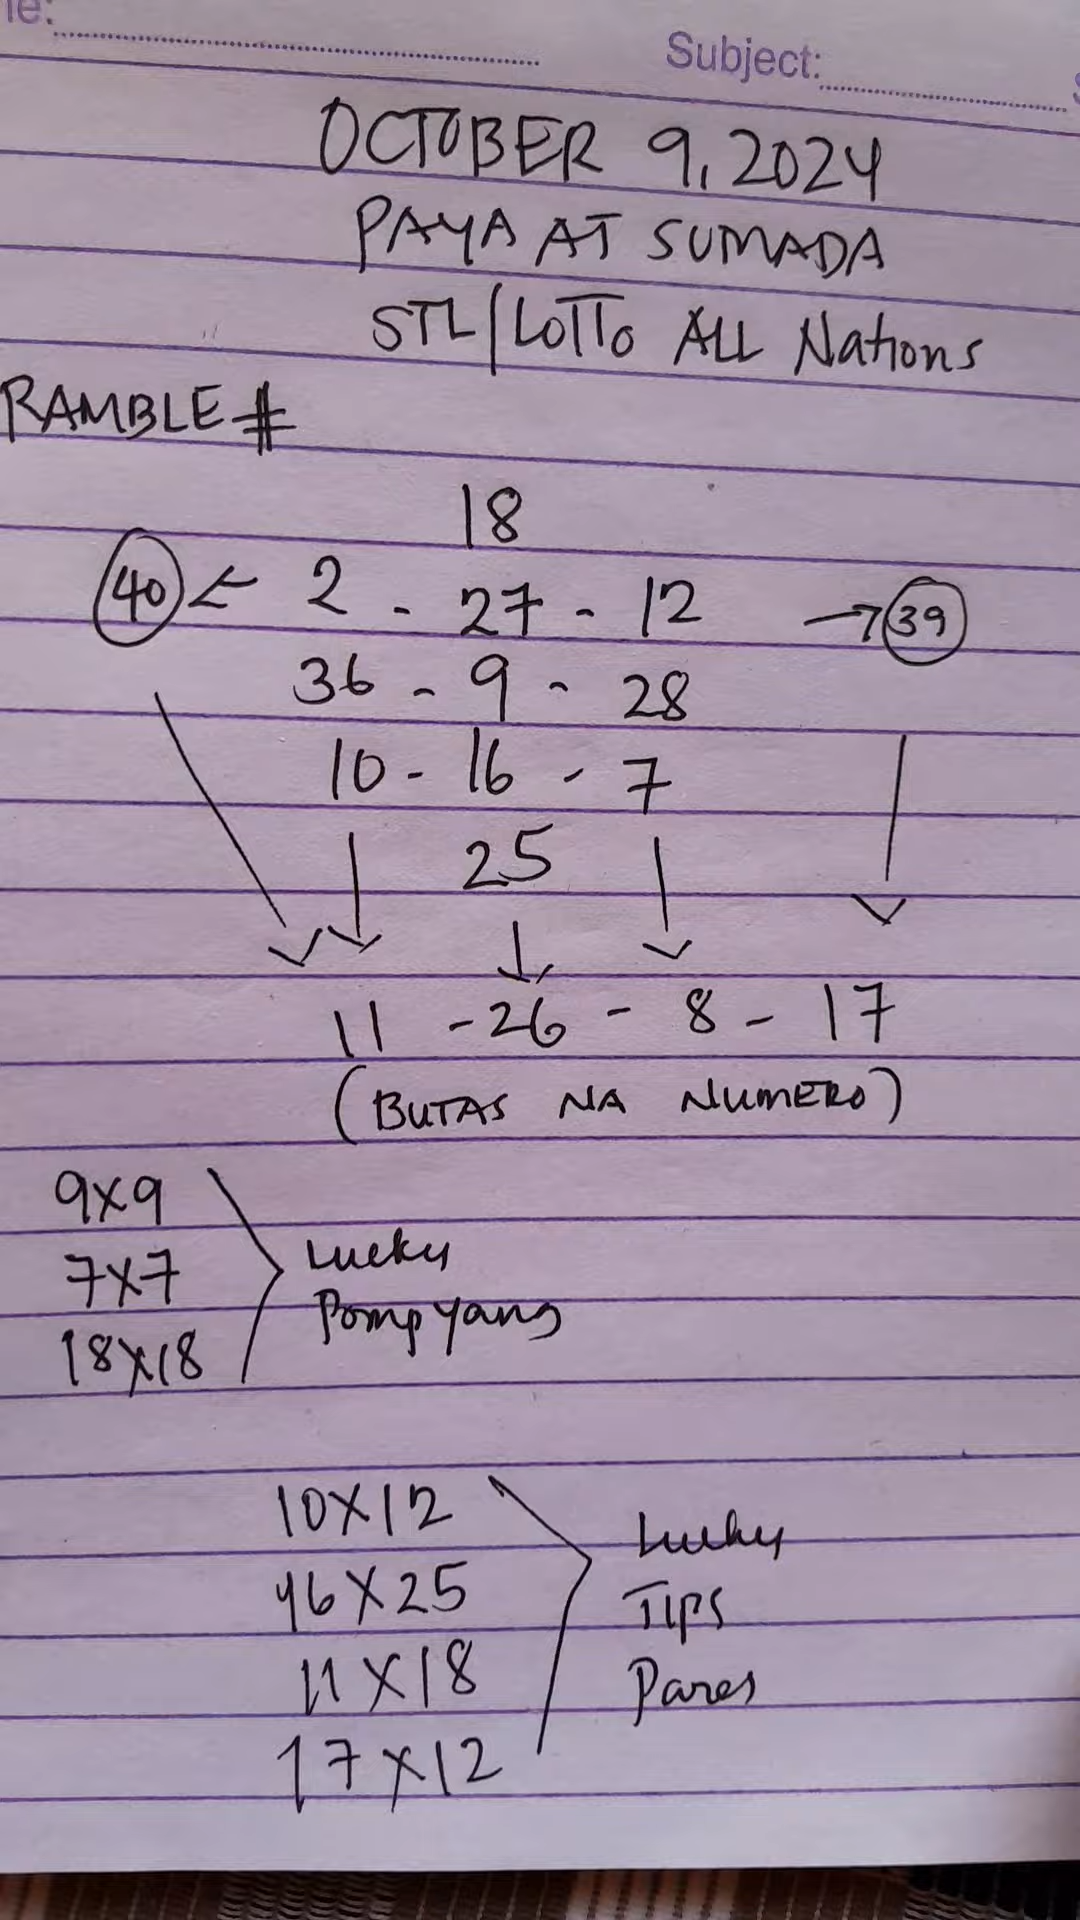 Subject:
OCTOBER 9, 2024
PAYA AT SUMADA
STL/LOTTO ALL Nations
RAMBLE #
18
40 ← 2 - 27 - 12 → 39
36 - 9 - 28
10 - 16 - 7
25
11 - 26 - 8 - 17
(BUTAS NA NUMERO)
9X9
7X7
18X18
Lucky
Pompyang
10X12
16X25
11X18
17X12
Lucky
TIPS
Pares